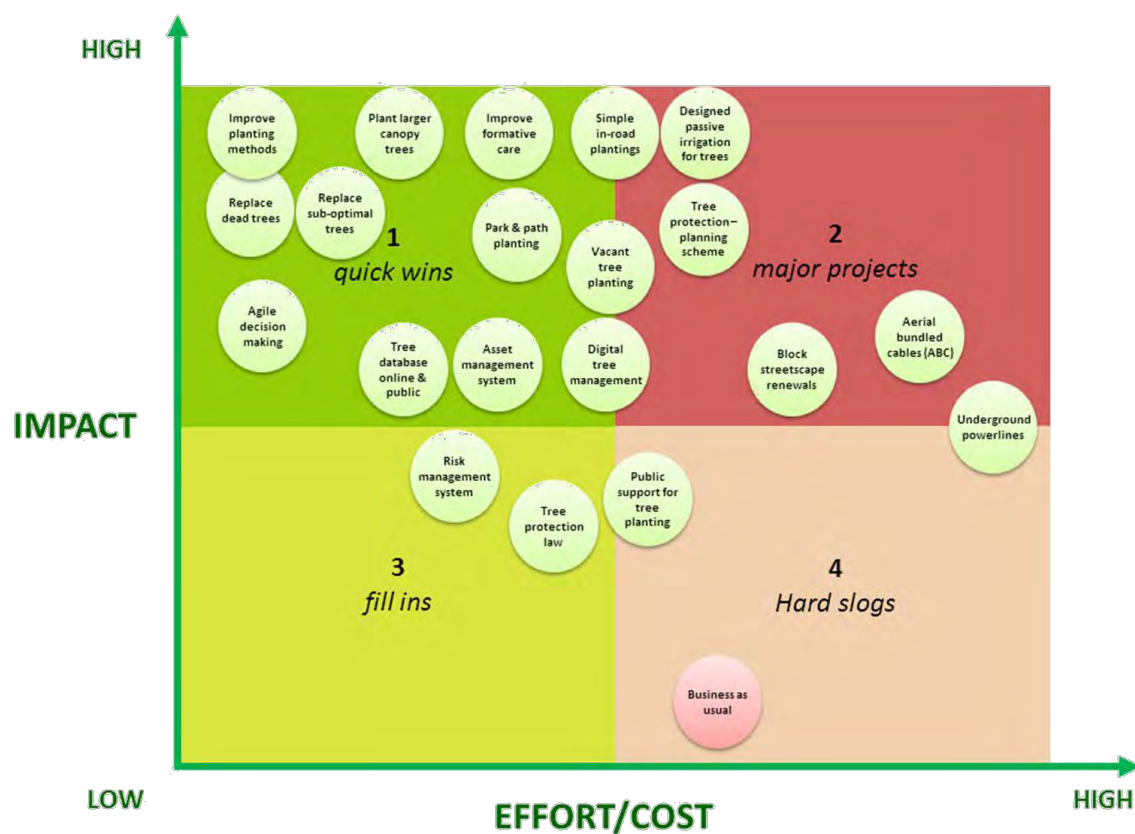 HIGH
Improve
planting
methods
Plant larger
canopy
trees
Improve
formative
care
Simple
in-road
plantings
Designed
passive
irrigation
for trees
Replace
dead trees
Replace
sub-optimal
trees
Park & path
planting
Vacant
tree
planting
Tree
protection–
planning
scheme
1
quick wins
2
major projects
Agile
decision
making
Tree
database
online &
public
Asset
management
system
Digital
tree
management
Block
streetscape
renewals
Aerial
bundled
cables (ABC)
Underground
powerlines
IMPACT
Risk
management
system
Tree
protection
law
Public
support for
tree
planting
3
fill ins
4
Hard slogs
Business as
usual
LOW
EFFORT/COST
HIGH